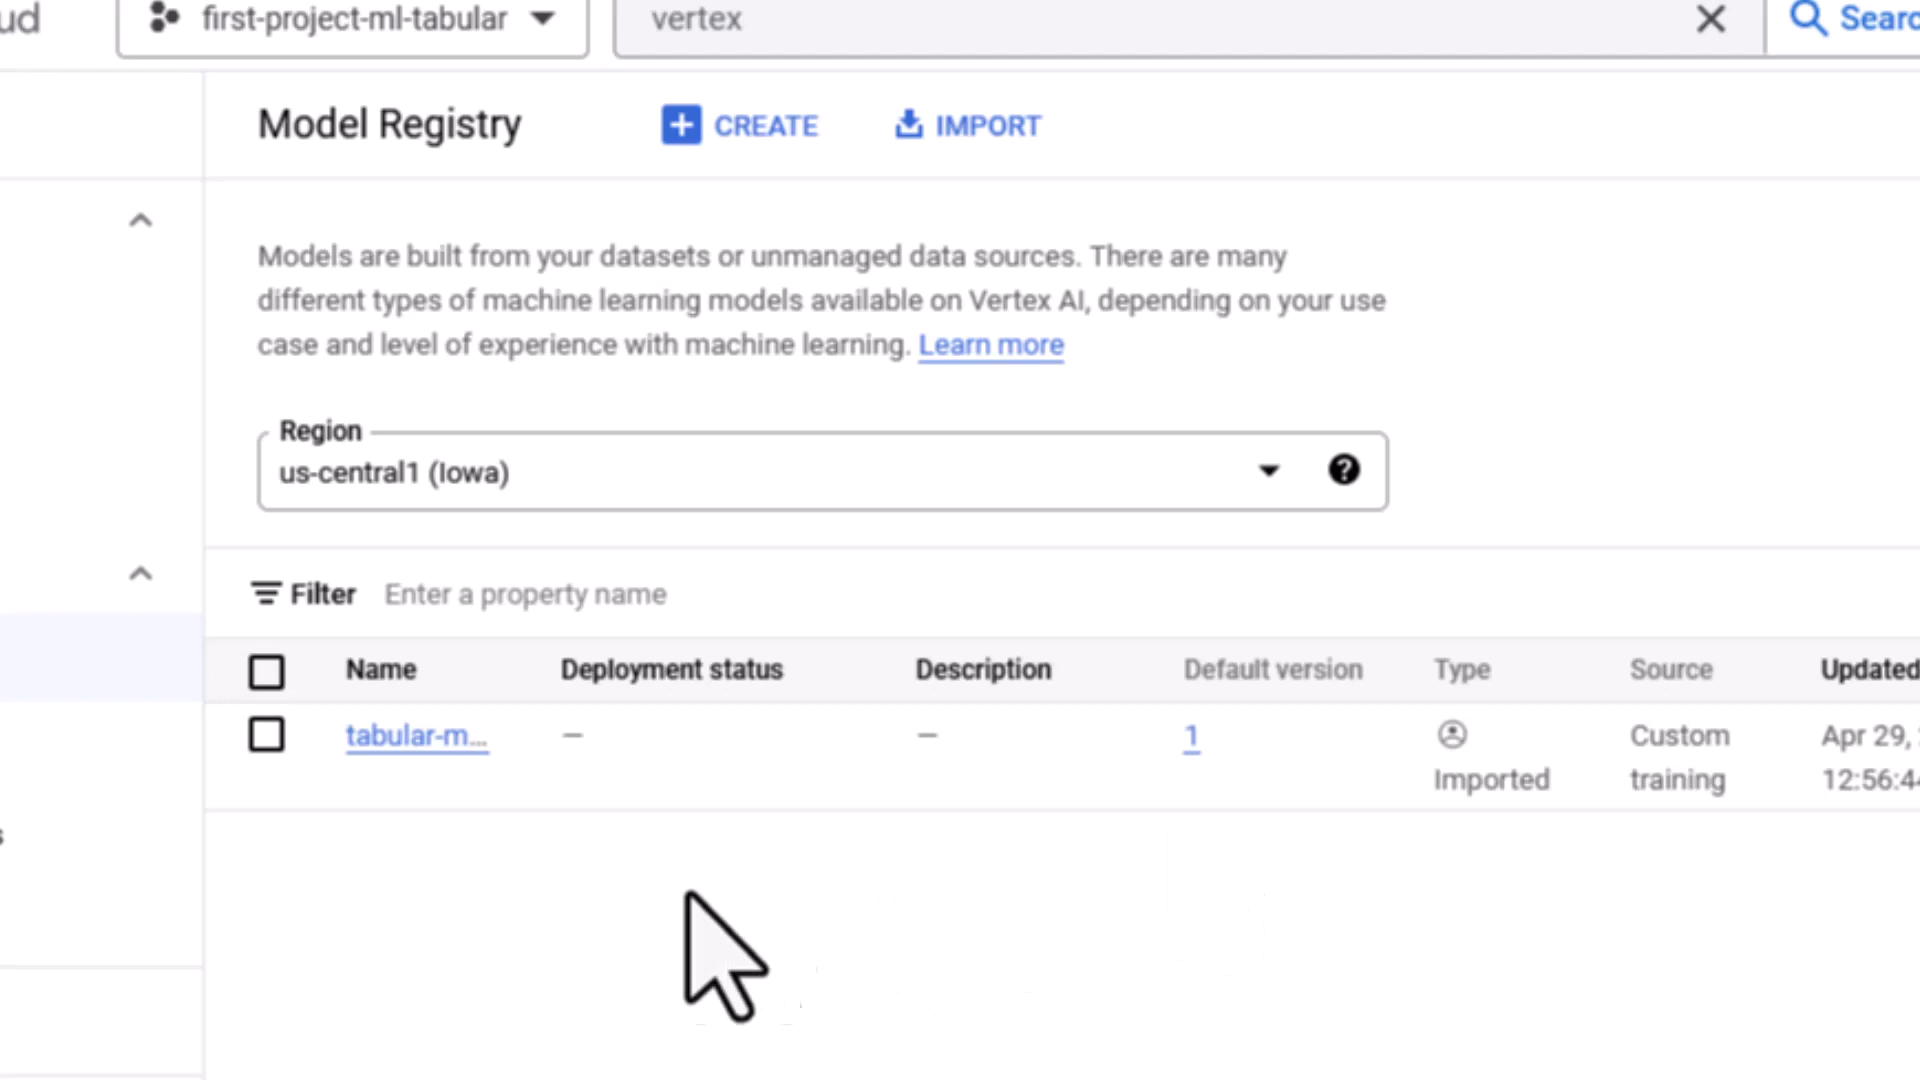 ud first-project-ml-tabular vertex Searc
Model Registry CREATE IMPORT
Models are built from your datasets or unmanaged data sources. There are many
different types of machine learning models available on Vertex AI, depending on your use
case and level of experience with machine learning. Learn more
Region
us-central1 (Iowa)
Filter Enter a property name
Name Deployment status Description Default version Type Source Updated
tabular-m... – – 1 Imported Custom training Apr 29, 12:56:4
s